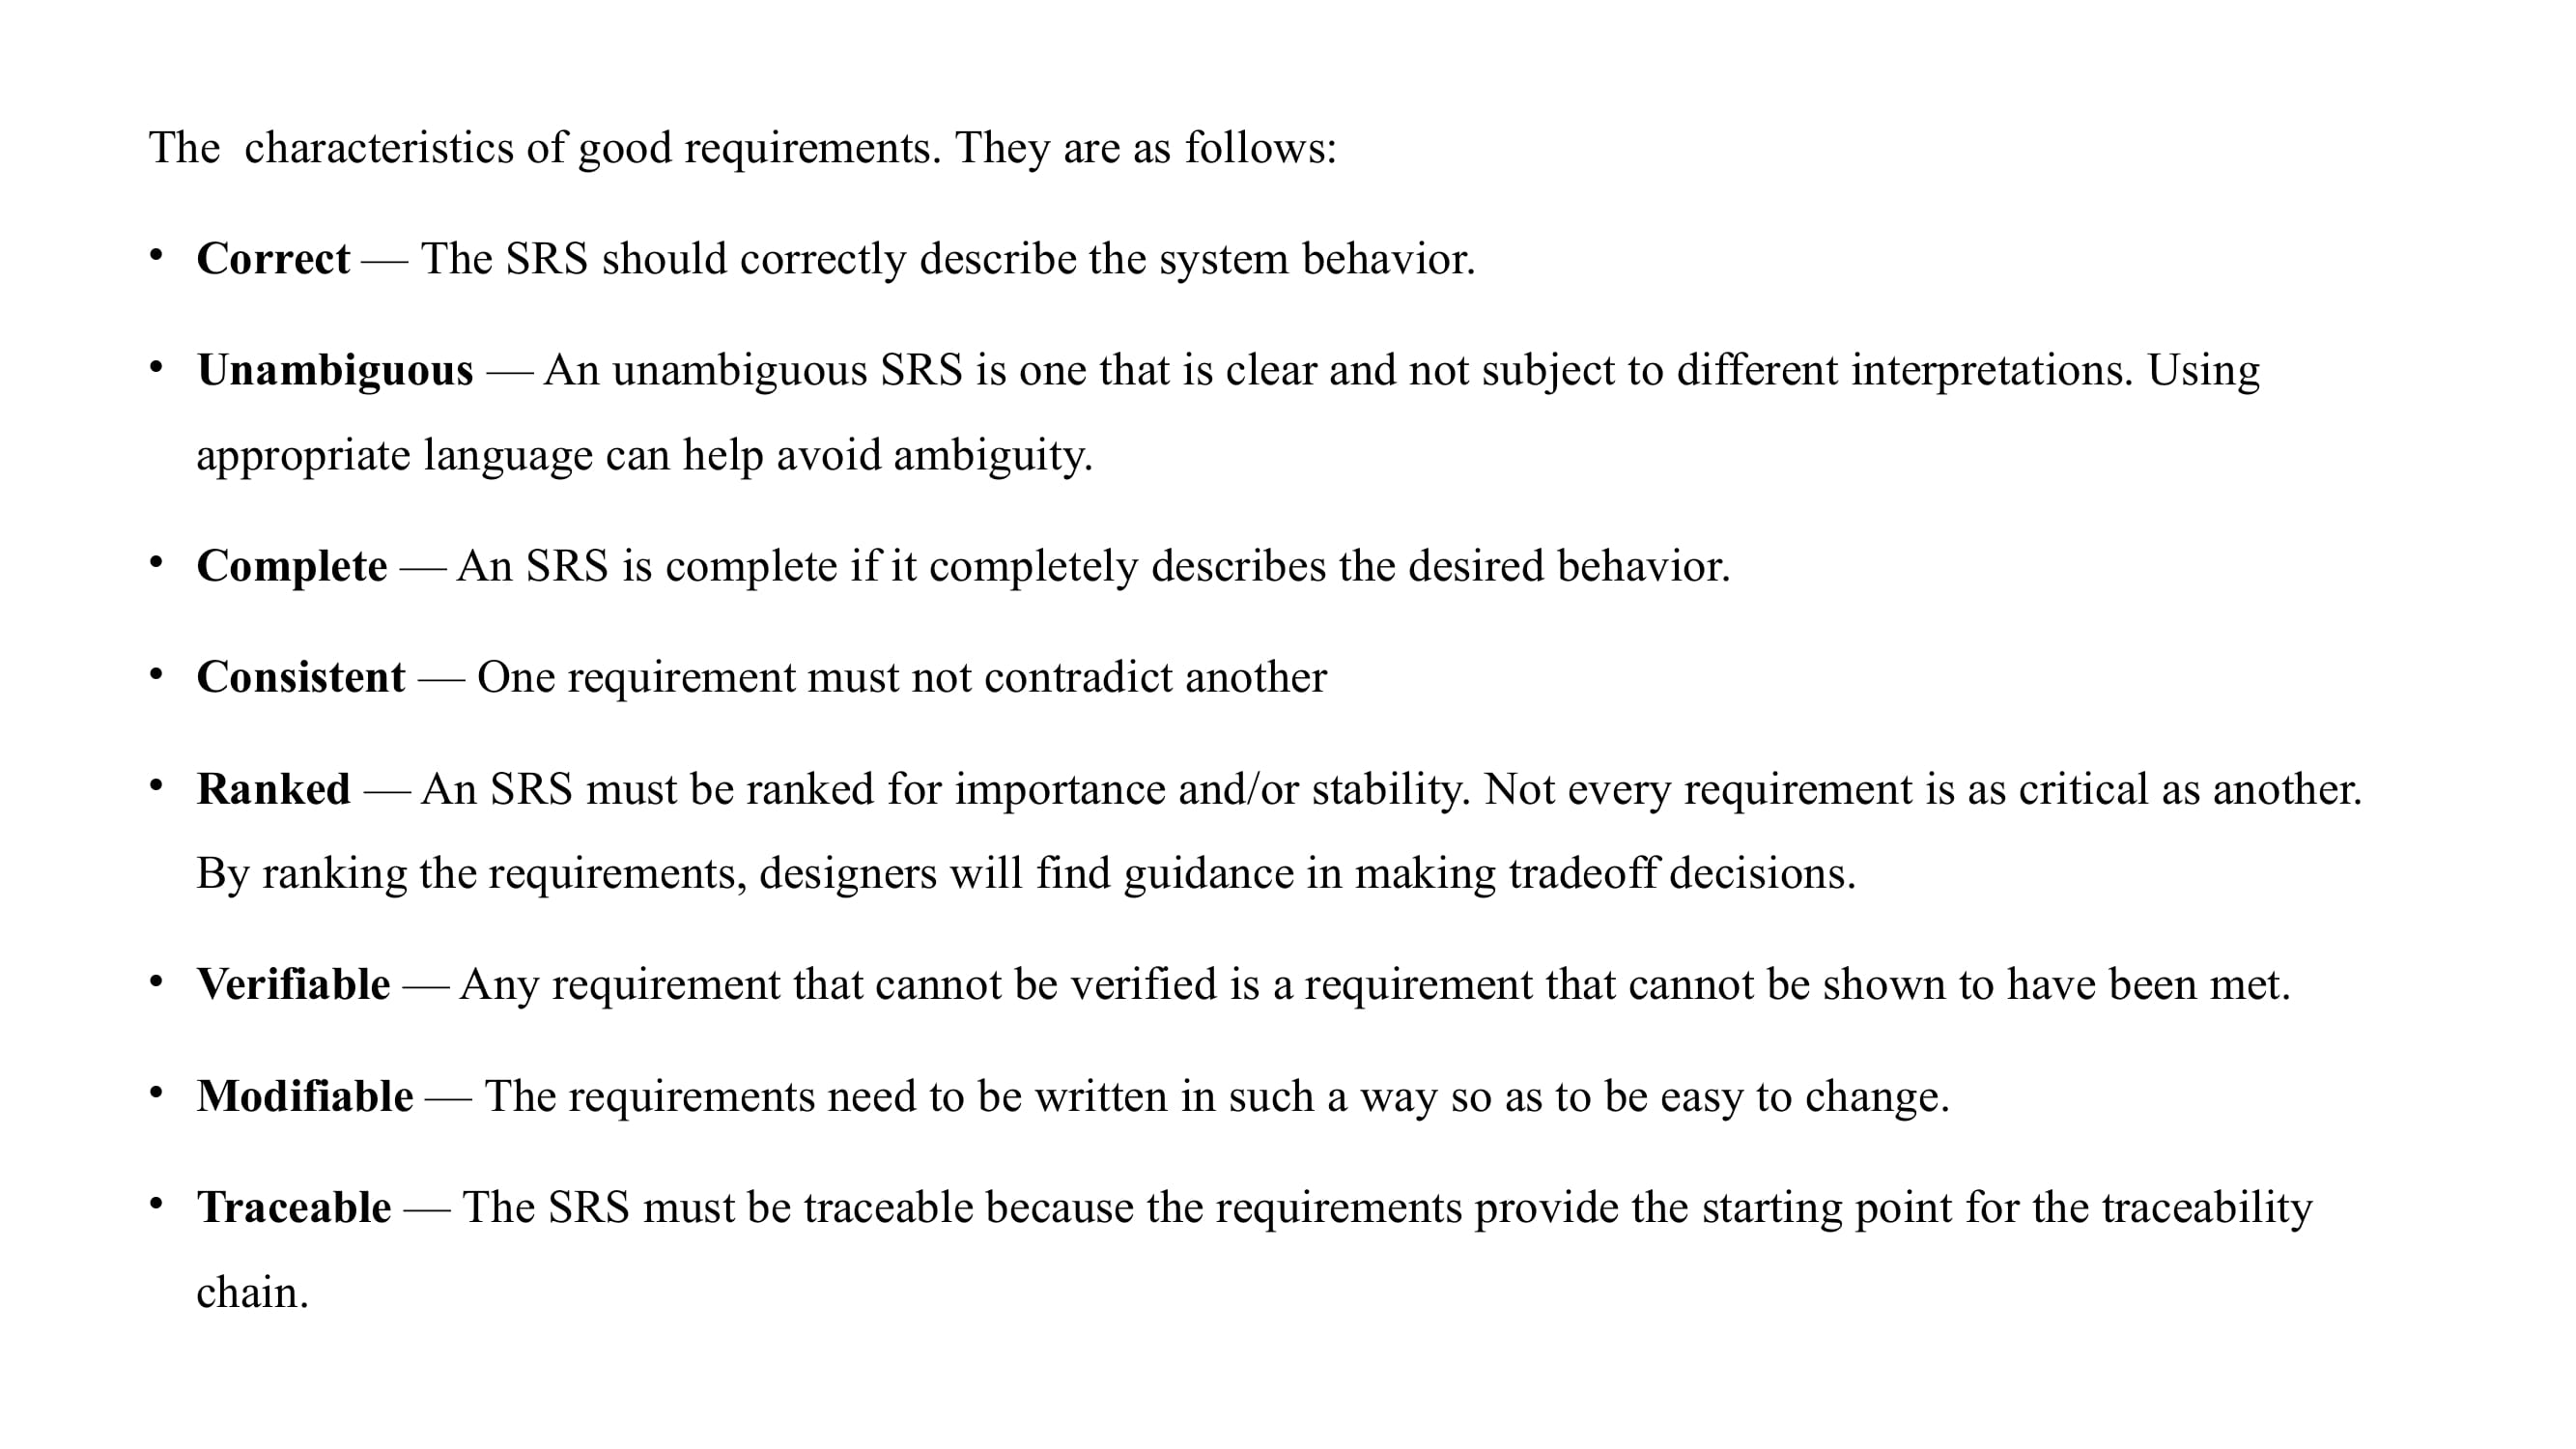 The  characteristics of good requirements. They are as follows:
• Correct — The SRS should correctly describe the system behavior.
• Unambiguous — An unambiguous SRS is one that is clear and not subject to different interpretations. Using
appropriate language can help avoid ambiguity.
• Complete — An SRS is complete if it completely describes the desired behavior.
• Consistent — One requirement must not contradict another
• Ranked — An SRS must be ranked for importance and/or stability. Not every requirement is as critical as another.
By ranking the requirements, designers will find guidance in making tradeoff decisions.
• Verifiable — Any requirement that cannot be verified is a requirement that cannot be shown to have been met.
• Modifiable — The requirements need to be written in such a way so as to be easy to change.
• Traceable — The SRS must be traceable because the requirements provide the starting point for the traceability
chain.